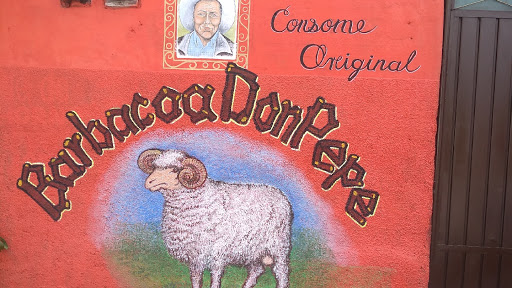 Consome
Original
Barbacoa Don Pepe